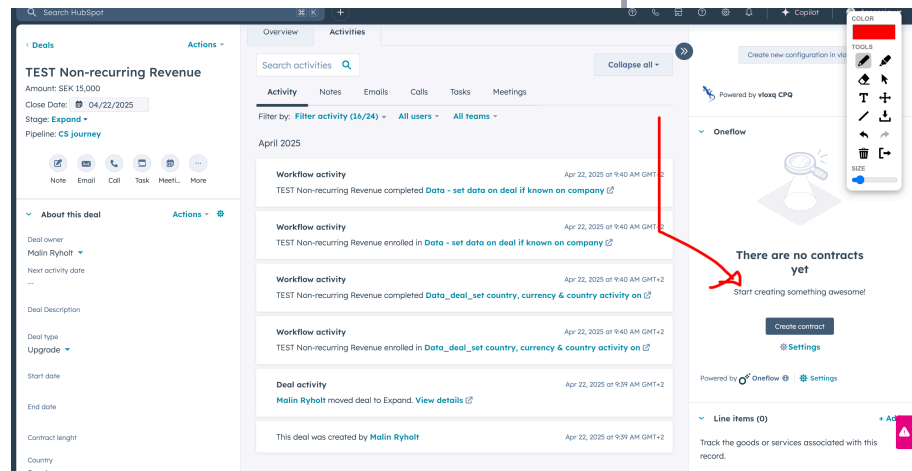 Search HubSpot
⌘ K
Copilot
Deals
Actions
TEST Non-recurring Revenue
Amount: SEK 15,000
Close Date: 04/22/2025
Stage: Expand
Pipeline: CS journey
Note Email Call Task Meeti... More
About this deal
Actions
Deal owner
Malin Ryholt
Next activity date
--
Deal Description
Deal type
Upgrade
Start date
End date
Contract lenght
Country
Overview Activities
Search activities
Collapse all
Activity Notes Emails Calls Tasks Meetings
Filter by: Filter activity (16/24) All users All teams
April 2025
Workflow activity Apr 22, 2025 at 9:40 AM GMT+2
TEST Non-recurring Revenue completed Data - set data on deal if known on company
Workflow activity Apr 22, 2025 at 9:40 AM GMT+2
TEST Non-recurring Revenue enrolled in Data - set data on deal if known on company
Workflow activity Apr 22, 2025 at 9:40 AM GMT+2
TEST Non-recurring Revenue completed Data_deal_set country, currency & country activity on
Workflow activity Apr 22, 2025 at 9:40 AM GMT+2
TEST Non-recurring Revenue enrolled in Data_deal_set country, currency & country activity on
Deal activity Apr 22, 2025 at 9:39 AM GMT+2
Malin Ryholt moved deal to Expand. View details
This deal was created by Malin Ryholt Apr 22, 2025 at 9:39 AM GMT+2
Create new configuration in vlo
Powered by vloxq CPQ
Oneflow
There are no contracts
yet
Start creating something awesome!
Create contract
Settings
Powered by Oneflow Settings
Line items (0)
+ Ad
Track the goods or services associated with this
record.
COLOR
TOOLS
T
SIZE